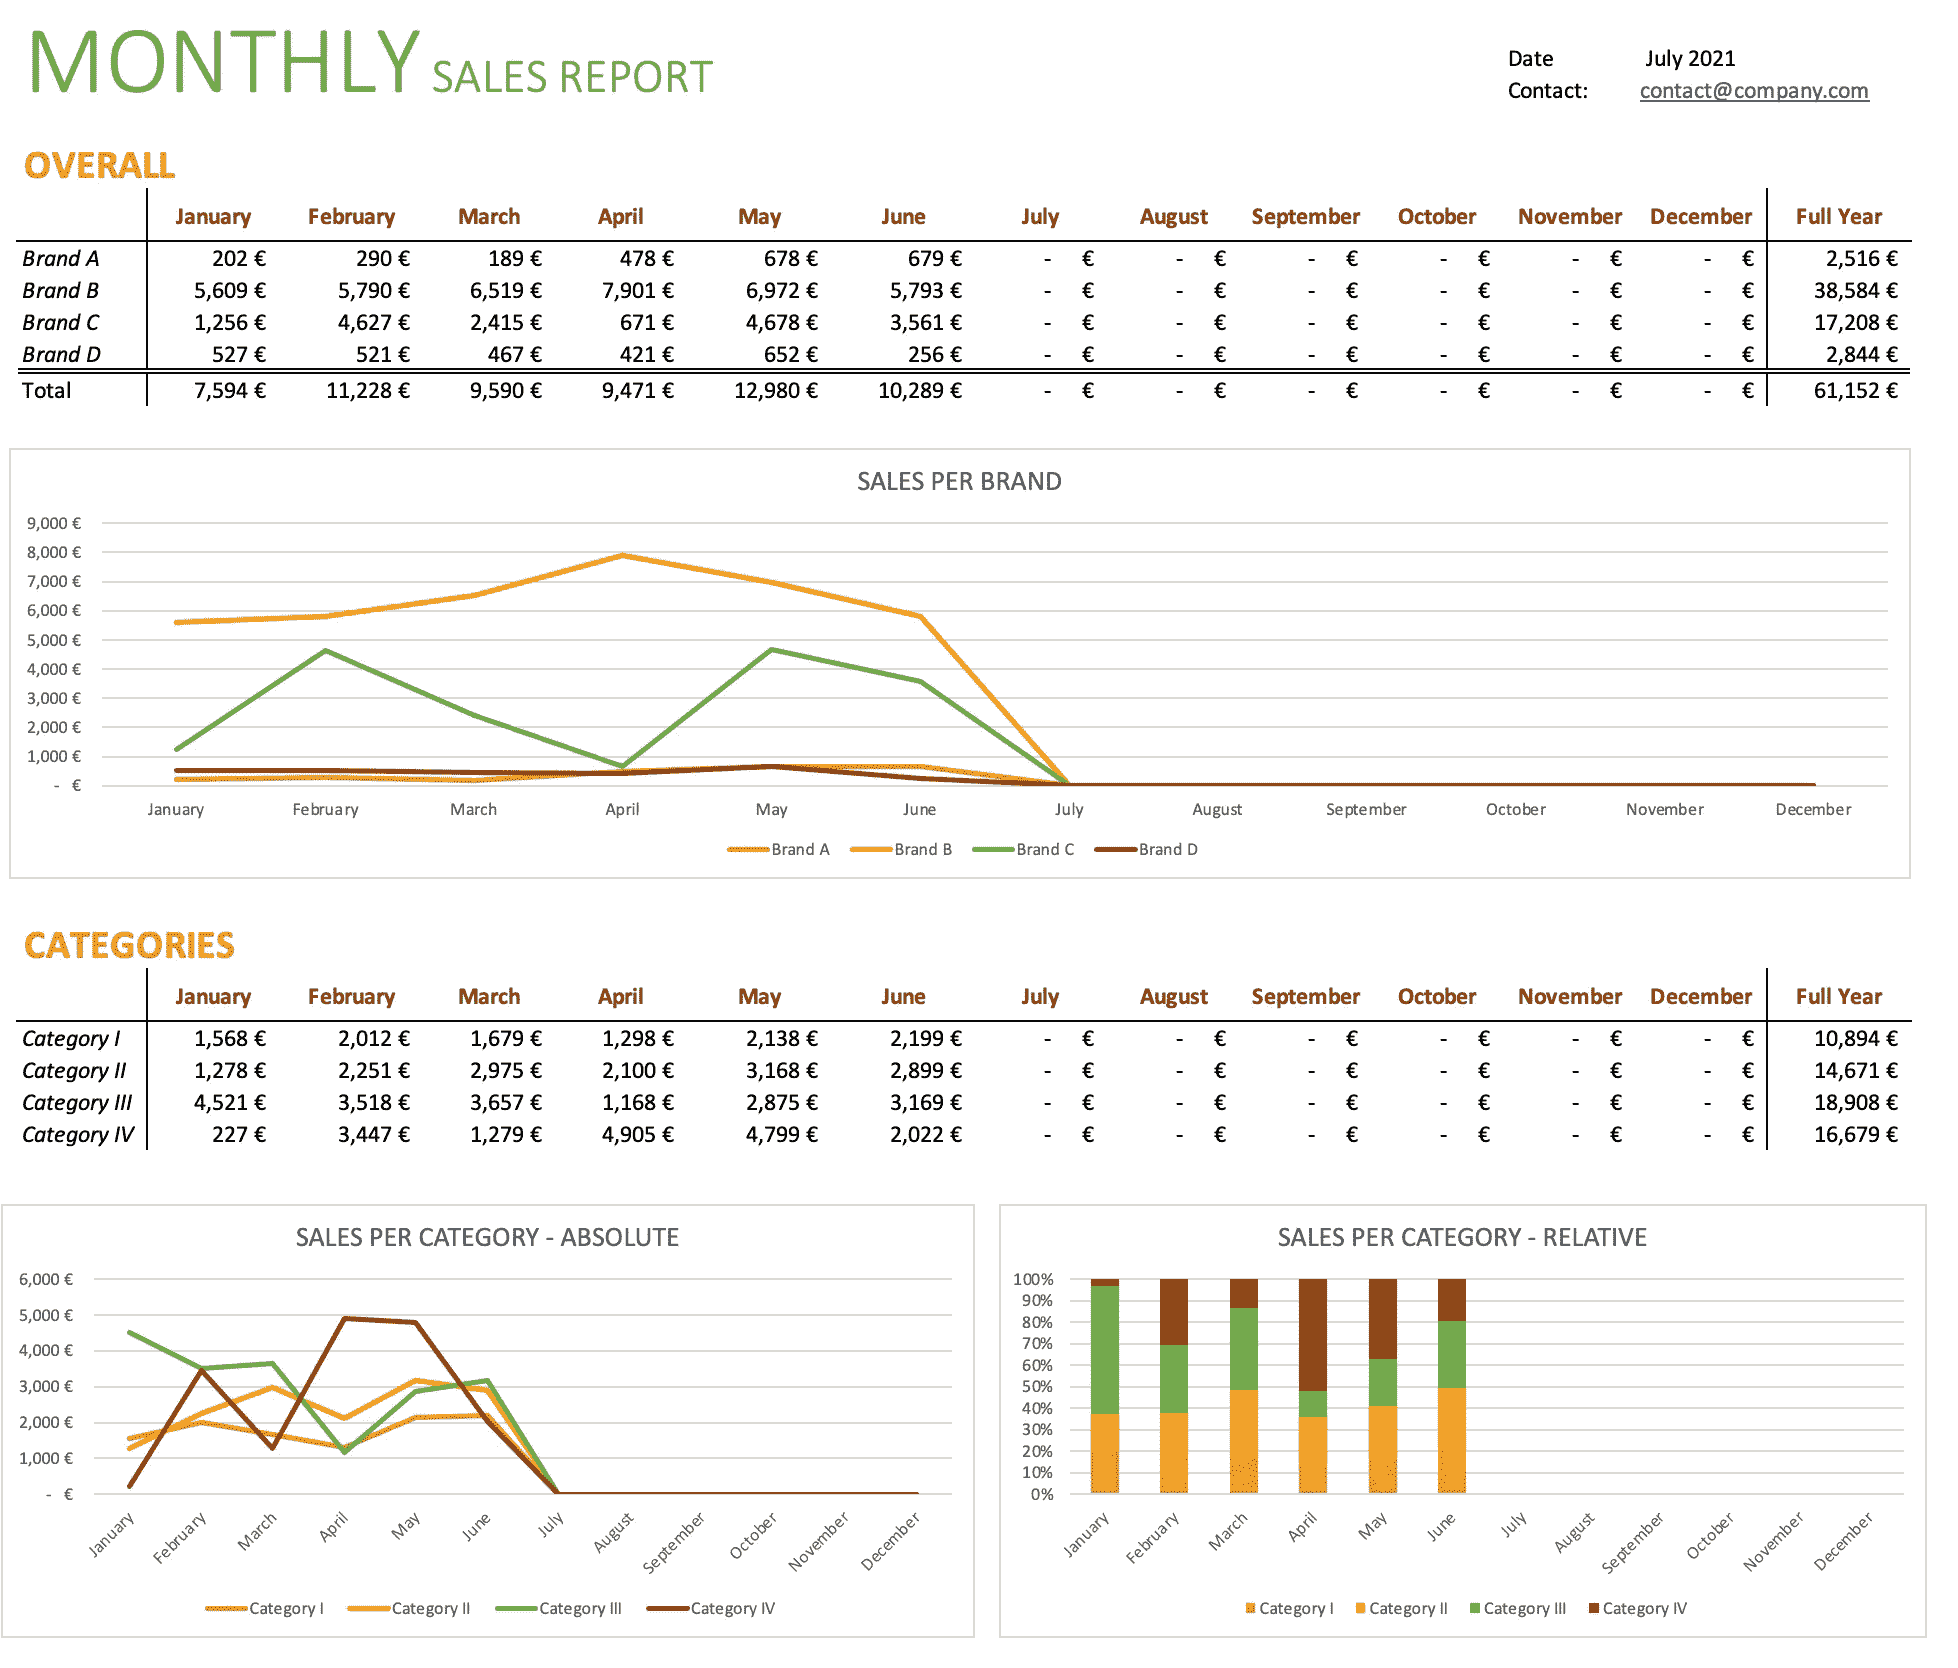 MONTHLY SALES REPORT
Date July 2021
Contact: contact@company.com
OVERALL
January February March April May June July August September October November December Full Year
Brand A 202 € 290 € 189 € 478 € 678 € 679 € - € - € - € - € - € - € 2,516 €
Brand B 5,609 € 5,790 € 6,519 € 7,901 € 6,972 € 5,793 € - € - € - € - € - € - € 38,584 €
Brand C 1,256 € 4,627 € 2,415 € 671 € 4,678 € 3,561 € - € - € - € - € - € - € 17,208 €
Brand D 527 € 521 € 467 € 421 € 652 € 256 € - € - € - € - € - € - € 2,844 €
Total 7,594 € 11,228 € 9,590 € 9,471 € 12,980 € 10,289 € - € - € - € - € - € - € 61,152 €
SALES PER BRAND
9,000 €
8,000 €
7,000 €
6,000 €
5,000 €
4,000 €
3,000 €
2,000 €
1,000 €
- €
January February March April May June July August September October November December
Brand A Brand B Brand C Brand D
CATEGORIES
January February March April May June July August September October November December Full Year
Category I 1,568 € 2,012 € 1,679 € 1,298 € 2,138 € 2,199 € - € - € - € - € - € - € 10,894 €
Category II 1,278 € 2,251 € 2,975 € 2,100 € 3,168 € 2,899 € - € - € - € - € - € - € 14,671 €
Category III 4,521 € 3,518 € 3,657 € 1,168 € 2,875 € 3,169 € - € - € - € - € - € - € 18,908 €
Category IV 227 € 3,447 € 1,279 € 4,905 € 4,799 € 2,022 € - € - € - € - € - € - € 16,679 €
SALES PER CATEGORY - ABSOLUTE
6,000 €
5,000 €
4,000 €
3,000 €
2,000 €
1,000 €
- €
January February March April May June July August September October November December
Category I Category II Category III Category IV
SALES PER CATEGORY - RELATIVE
100%
90%
80%
70%
60%
50%
40%
30%
20%
10%
0%
January February March April May June July August September October November December
Category I Category II Category III Category IV